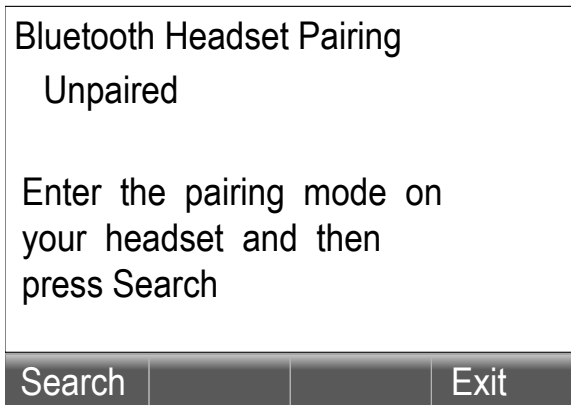 Bluetooth Headset Pairing
Unpaired
Enter the pairing mode on
your headset and then
press Search
Search Exit